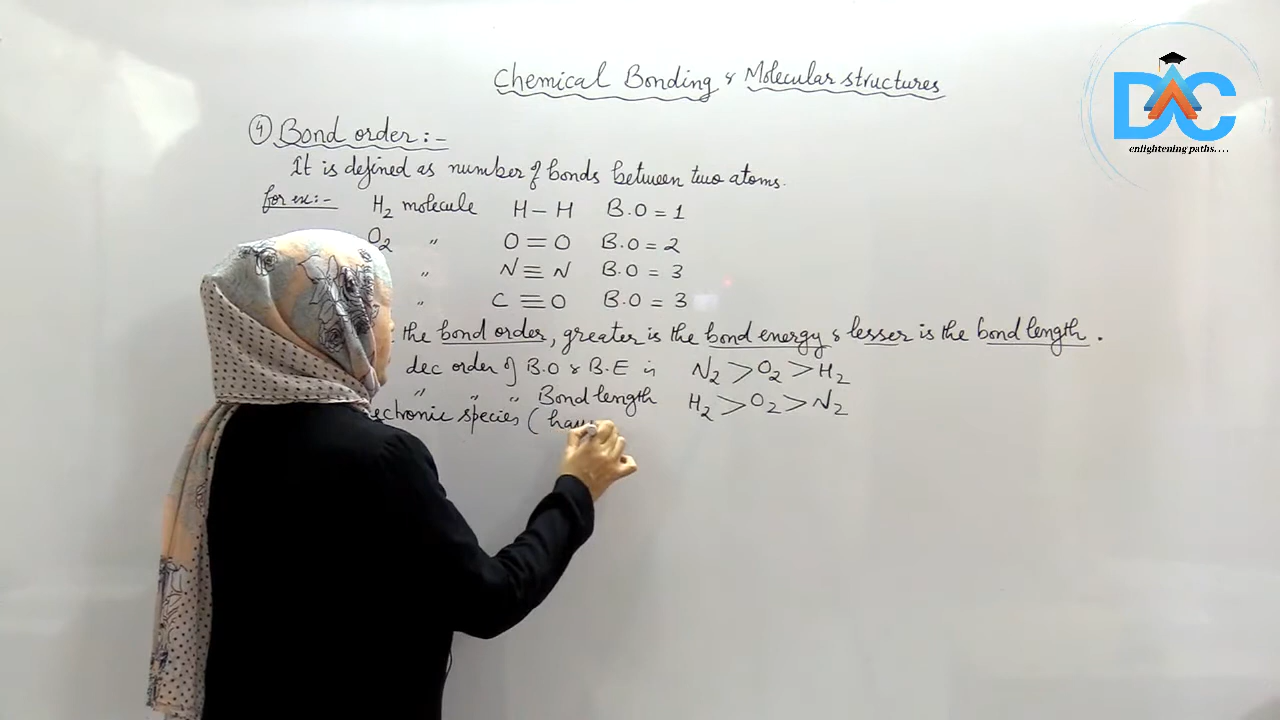 Chemical Bonding & Molecular structures
DAC
enlightening paths....
④ Bond order:-
It is defined as number of bonds between two atoms.
for ex:- H₂ molecule H–H B.O = 1
O₂ " O=O B.O = 2
" N≡N B.O = 3
" C≡O B.O = 3
the bond order, greater is the bond energy & lesser is the bond length.
dec order of B.O & B.E is N₂ > O₂ > H₂
" " " Bond length H₂ > O₂ > N₂
ectronic species (hav